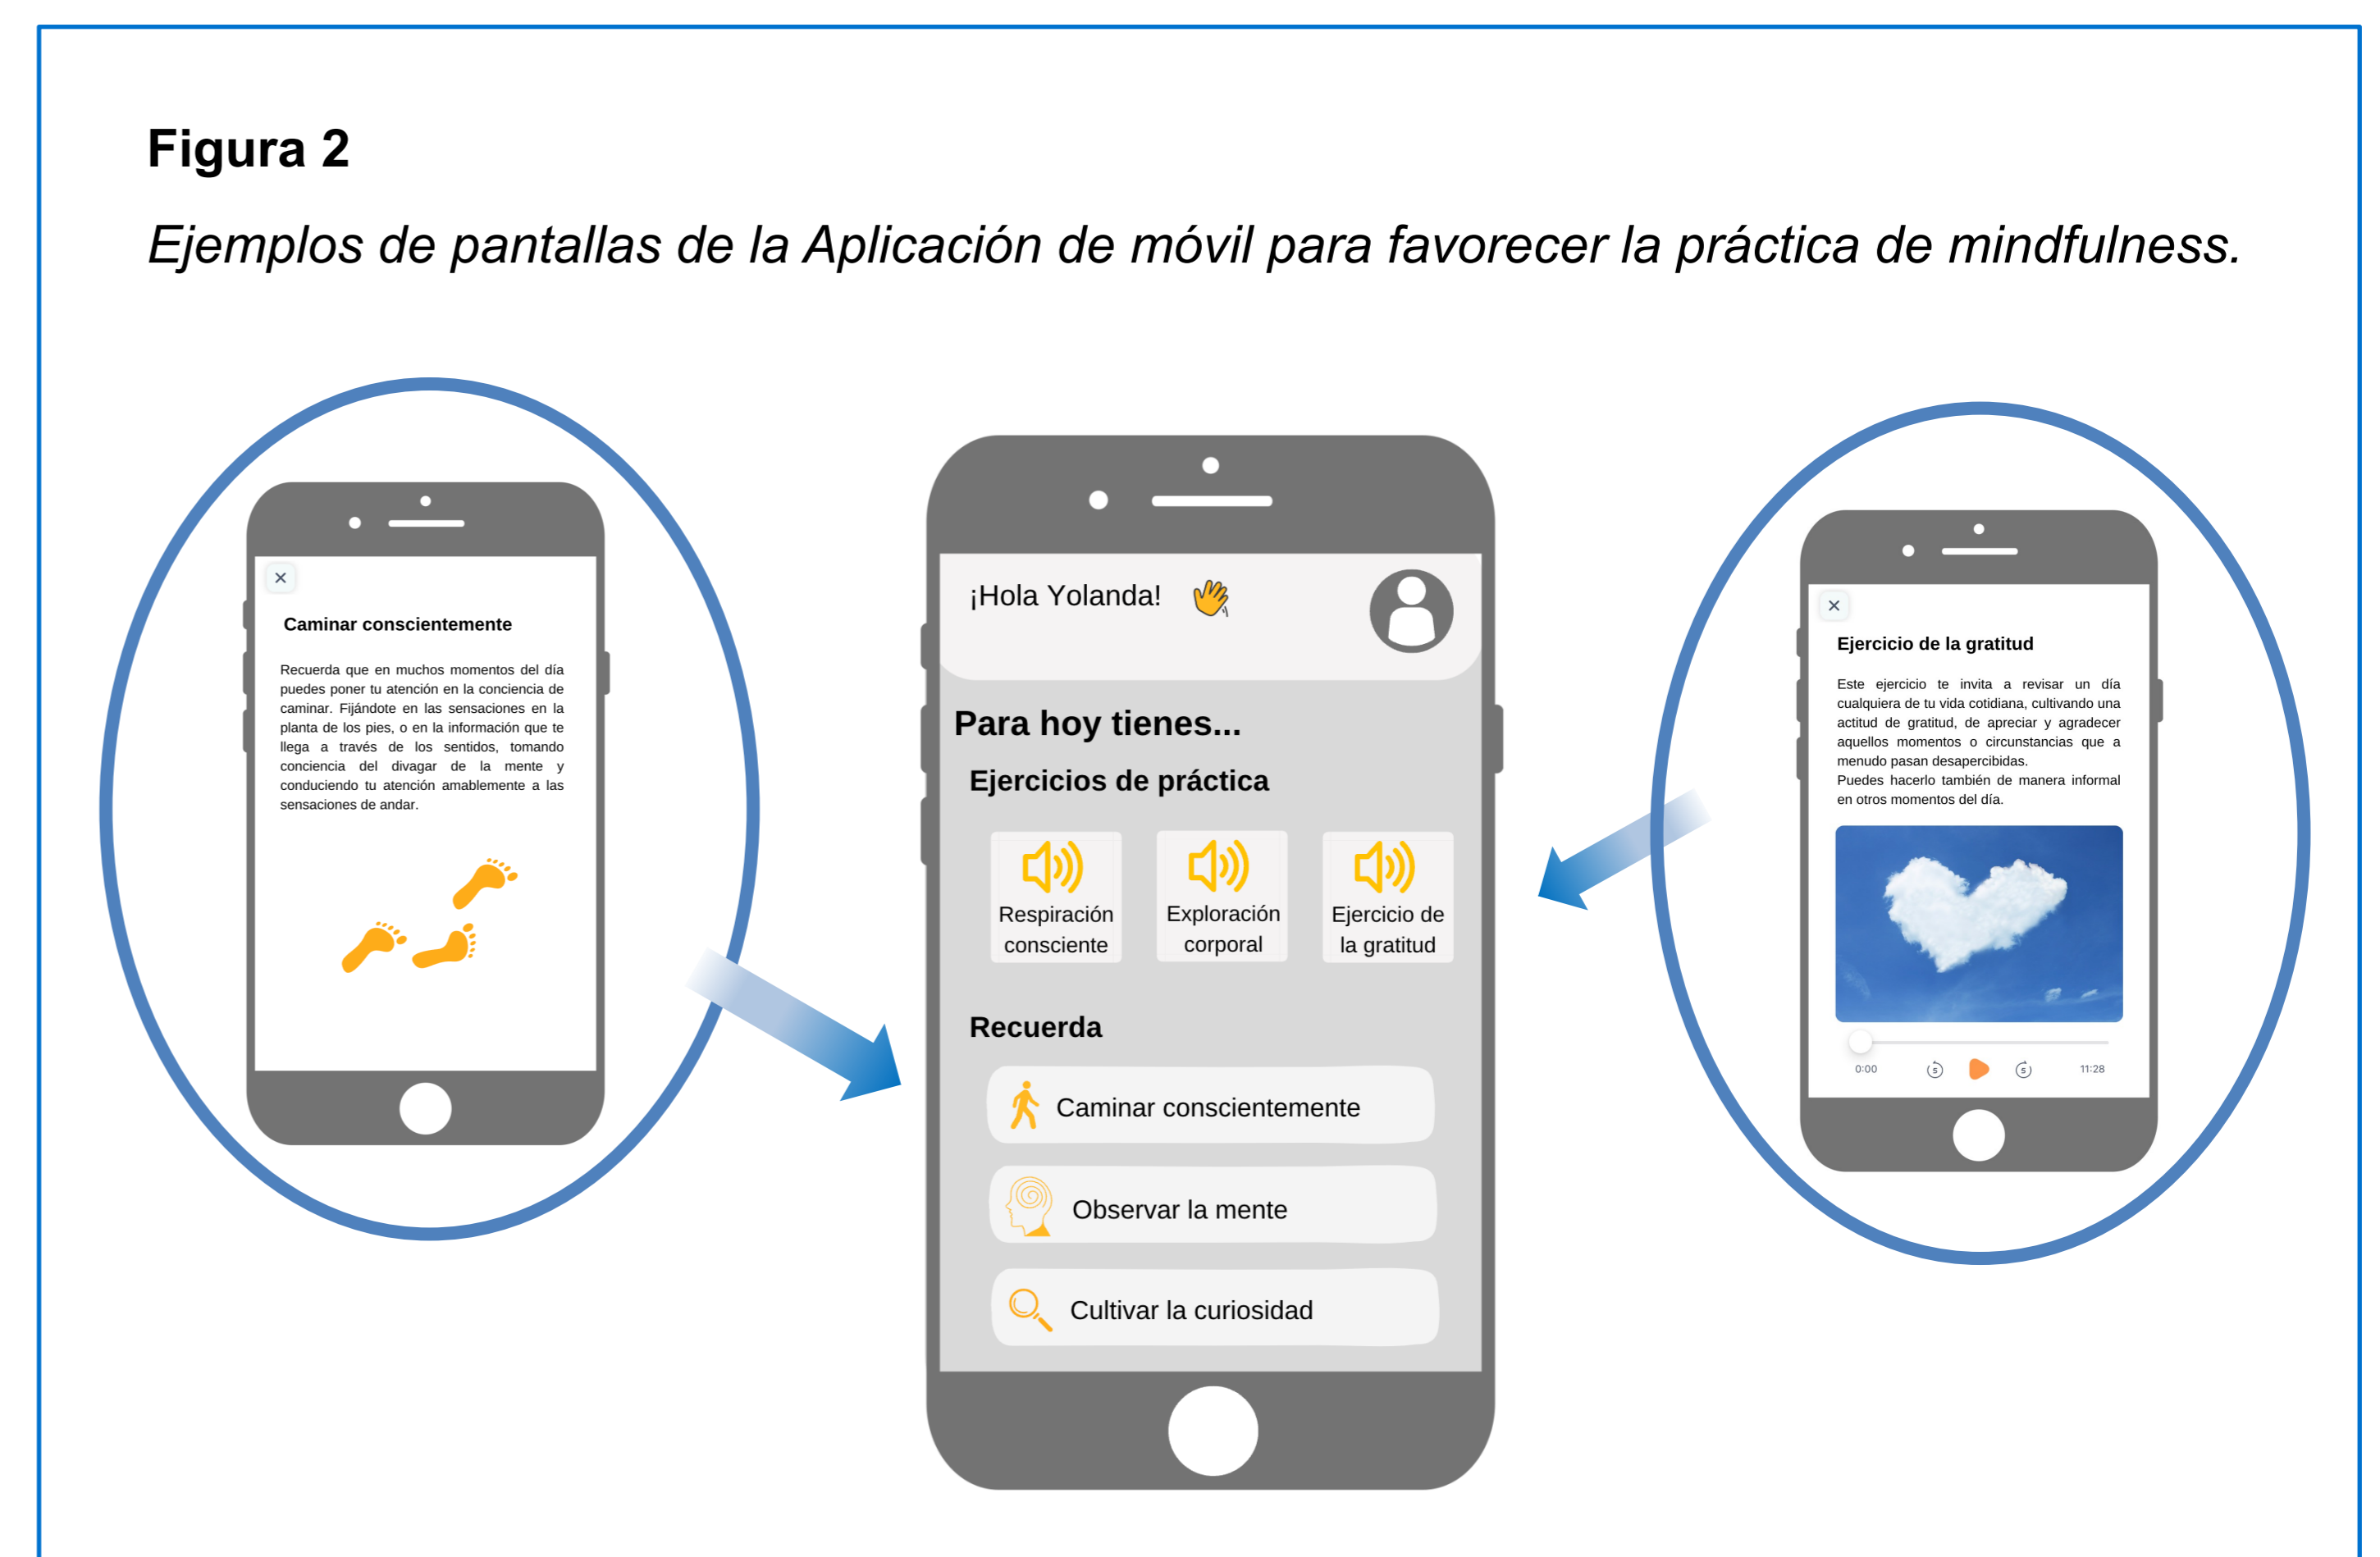 Figura 2
Ejemplos de pantallas de la Aplicación de móvil para favorecer la práctica de mindfulness.
Caminar conscientemente
Recuerda que en muchos momentos del día
puedes poner tu atención en la conciencia de
caminar. Fijándote en las sensaciones en la
planta de los pies, o en la información que te
llega a través de los sentidos, tomando
conciencia del divagar de la mente y
conduciendo tu atención amablemente a las
sensaciones de andar.
¡Hola Yolanda!
Para hoy tienes...
Ejercicios de práctica
Respiración
consciente
Exploración
corporal
Ejercicio de
la gratitud
Recuerda
Caminar conscientemente
Observar la mente
Cultivar la curiosidad
Ejercicio de la gratitud
Este ejercicio te invita a revisar un día
cualquiera de tu vida cotidiana, cultivando una
actitud de gratitud, de apreciar y agradecer
aquellos momentos o circunstancias que a
menudo pasan desapercibidas.
Puedes hacerlo también de manera informal
en otros momentos del día.
0:00 5 5 11:28